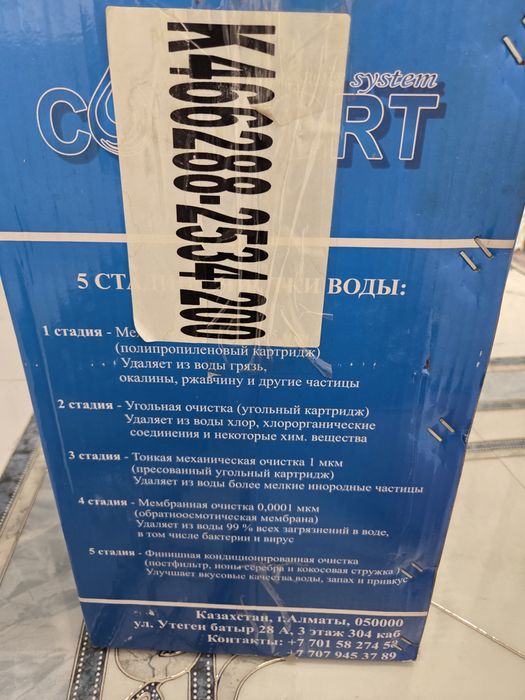 system
C RT
K466288-2534-200
5 СТА КИ ВОДЫ:
1 стадия - Ме
(полипропиленовый картридж)
Удаляет из воды грязь,
окалины, ржавчину и другие частицы
2 стадия - Угольная очистка (угольный картридж)
Удаляет из воды хлор, хлорорганические
соединения и некоторые хим. вещества
3 стадия - Тонкая механическая очистка 1 мкм
(пресованный угольный картридж)
Удаляет из воды более мелкие инородные частицы
4 стадия - Мембранная очистка 0,0001 мкм
(обратноосмотическая мембрана)
Удаляет из воды 99 % всех загрязнений в воде,
в том числе бактерии и вирус
5 стадия - Финишная кондиционированная очистка
(постфильтр, ионы серебра и кокосовая стружка)
Улучшает вкусовые качества воды, запах и привкус
Казахстан, г.Алматы, 050000
ул. Утеген батыр 28 А, 3 этаж 304 каб
Контакты: +7 701 58 274 58
+7 707 945 37 89